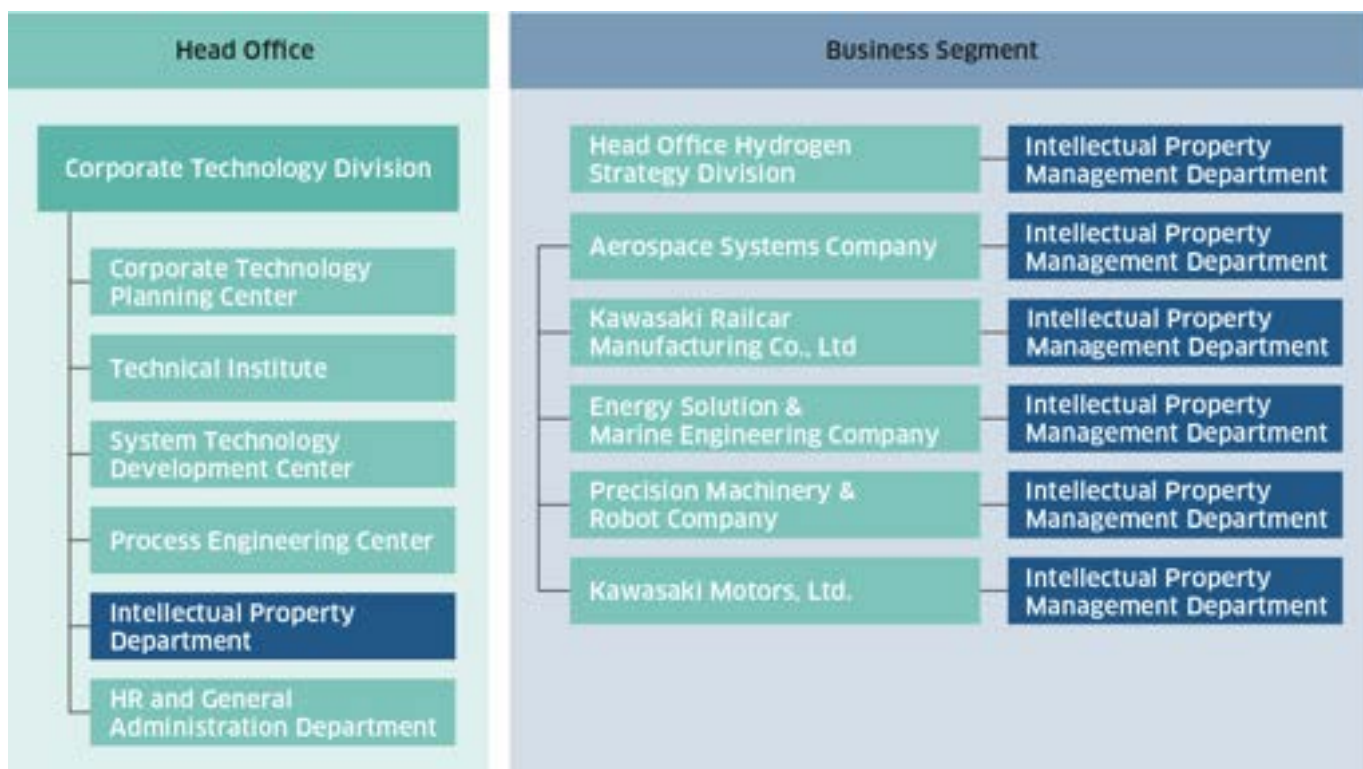 Head Office
Corporate Technology Division
Corporate Technology
Planning Center
Technical Institute
System Technology
Development Center
Process Engineering Center
Intellectual Property
Department
HR and General
Administration Department
Business Segment
Head Office Hydrogen
Strategy Division
Intellectual Property
Management Department
Aerospace Systems Company
Intellectual Property
Management Department
Kawasaki Railcar
Manufacturing Co., Ltd
Intellectual Property
Management Department
Energy Solution &
Marine Engineering Company
Intellectual Property
Management Department
Precision Machinery &
Robot Company
Intellectual Property
Management Department
Kawasaki Motors, Ltd.
Intellectual Property
Management Department